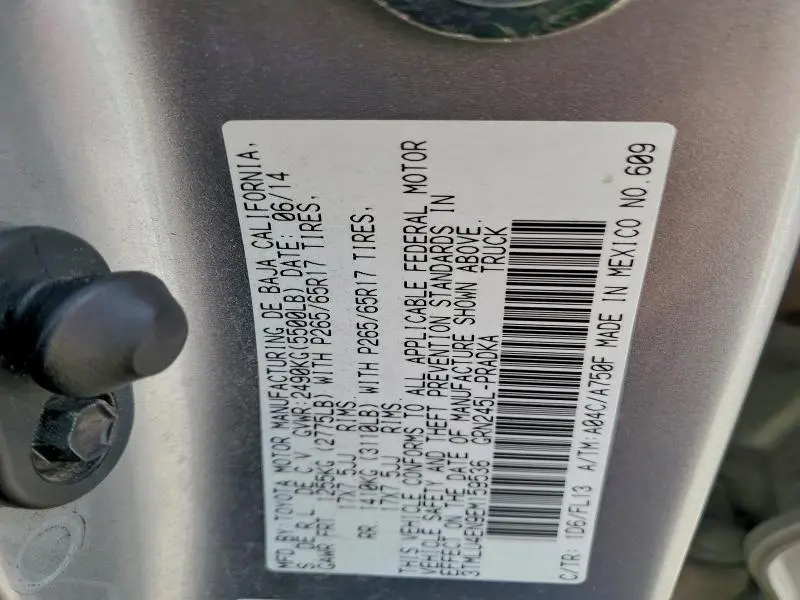 MFD.BY:TOYOTA MOTOR MANUFACTURING DE BAJA CALIFORNIA,
S. DE R.L. DE C.V. GVWR:2490KG(5500LB) DATE: 06/14
GAWR FRT. 1255KG (2775LB) WITH P265/65R17 TIRES,
17X7.5JJ RIMS.
RR. 1410KG (3110LB) WITH P265/65R17 TIRES,
17X7.5JJ RIMS.
THIS VEHICLE CONFORMS TO ALL APPLICABLE FEDERAL MOTOR
VEHICLE SAFETY AND THEFT PREVENTION STANDARDS IN
EFFECT ON THE DATE OF MANUFACTURE SHOWN ABOVE.
3TMLU4EN9EM159536 GRN245L-PRADKA TRUCK
C/TR: 1D6/FL13 A/TM:A04C/A750F MADE IN MEXICO NO.609